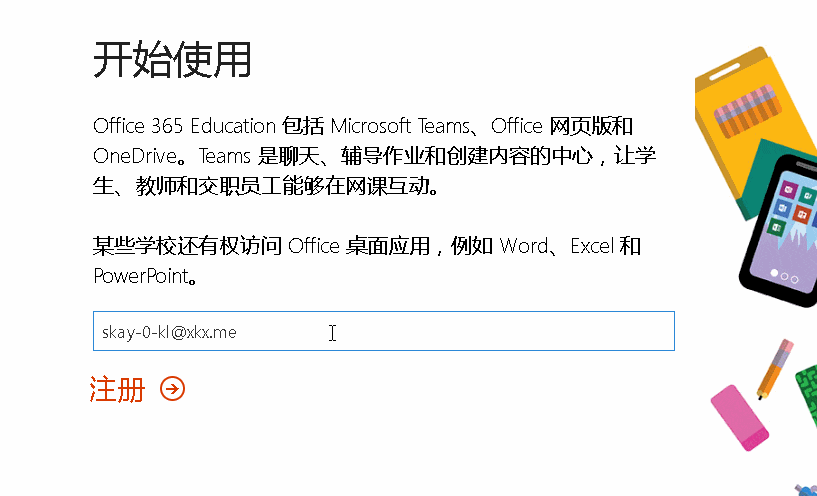 开始使用
Office 365 Education 包括 Microsoft Teams、Office 网页版和
OneDrive。Teams 是聊天、辅导作业和创建内容的中心，让学
生、教师和交职员工能够在网课互动。
某些学校还有权访问 Office 桌面应用，例如 Word、Excel 和
PowerPoint。
skay-0-kl@xkx.me
注册